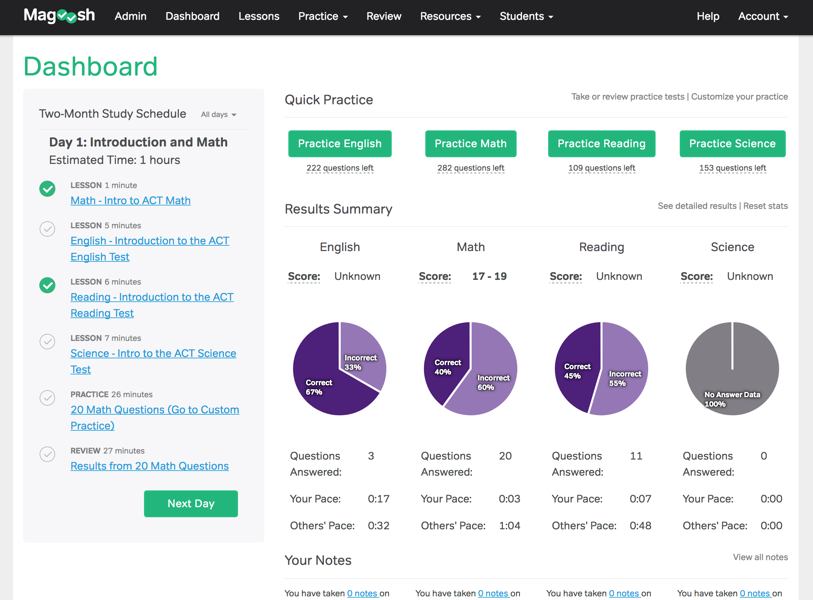 Magoosh Admin Dashboard Lessons Practice Review Resources Students Help Account
Dashboard
Two-Month Study Schedule All days
Day 1: Introduction and Math
Estimated Time: 1 hours
LESSON 1 minute
Math - Intro to ACT Math
LESSON 5 minutes
English - Introduction to the ACT
English Test
LESSON 6 minutes
Reading - Introduction to the ACT
Reading Test
LESSON 7 minutes
Science - Intro to the ACT Science
Test
PRACTICE 26 minutes
20 Math Questions (Go to Custom
Practice)
REVIEW 27 minutes
Results from 20 Math Questions
Next Day
Quick Practice Take or review practice tests | Customize your practice
Practice English Practice Math Practice Reading Practice Science
222 questions left 282 questions left 109 questions left 153 questions left
Results Summary See detailed results | Reset stats
English Math Reading Science
Score: Unknown Score: 17 - 19 Score: Unknown Score: Unknown
Incorrect
33%
Correct
67%
Correct
40%
Incorrect
60%
Correct
45%
Incorrect
55%
No Answer Data
100%
Questions 3 Questions 20 Questions 11 Questions 0
Answered: Answered: Answered: Answered:
Your Pace: 0:17 Your Pace: 0:03 Your Pace: 0:07 Your Pace: 0:00
Others' Pace: 0:32 Others' Pace: 1:04 Others' Pace: 0:48 Others' Pace: 0:00
Your Notes View all notes
You have taken 0 notes on You have taken 0 notes on You have taken 0 notes on You have taken 0 notes on